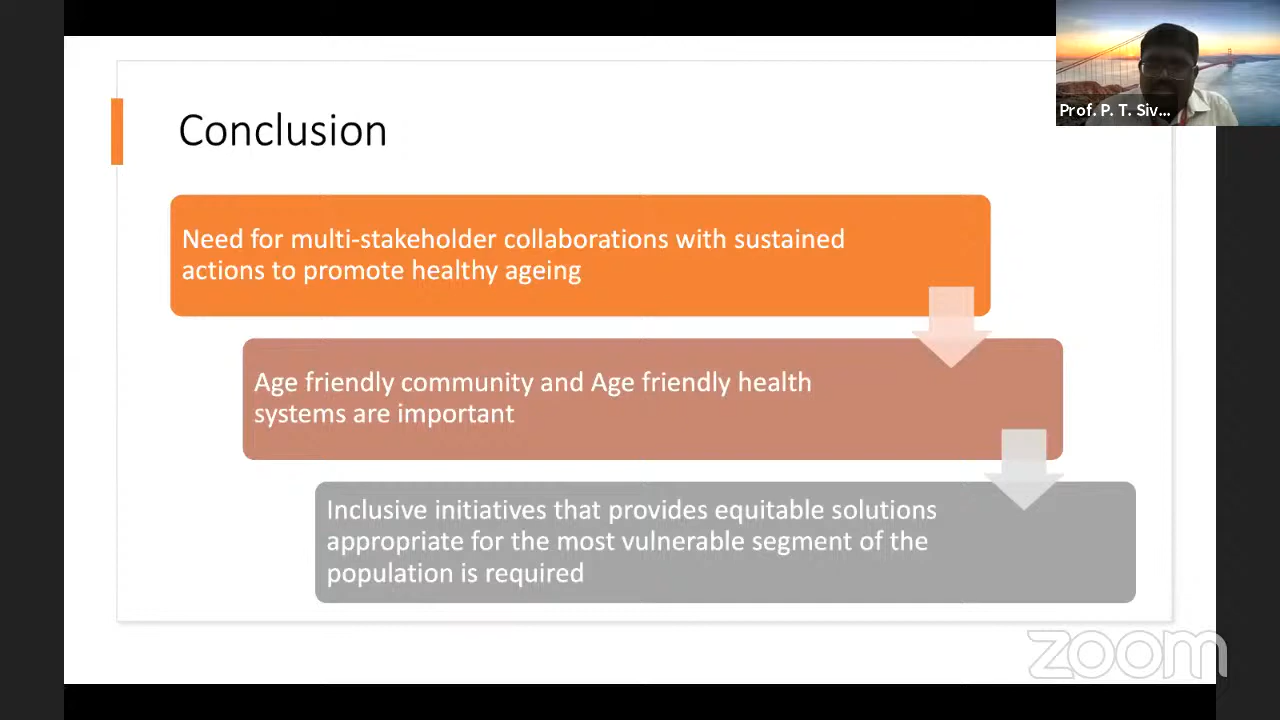 Prof. P. T. Siv...
Conclusion
Need for multi-stakeholder collaborations with sustained
actions to promote healthy ageing
Age friendly community and Age friendly health
systems are important
Inclusive initiatives that provides equitable solutions
appropriate for the most vulnerable segment of the
population is required
zoom